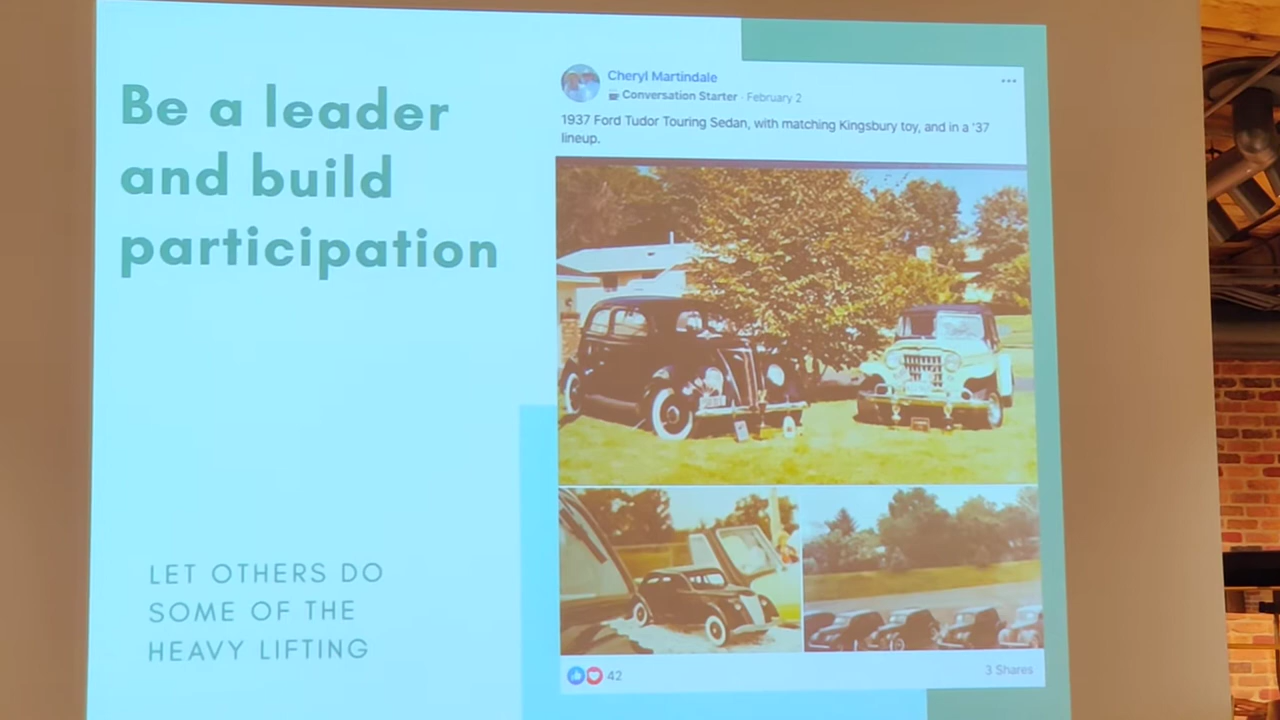 Be a leader
and build
participation
LET OTHERS DO
SOME OF THE
HEAVY LIFTING
Cheryl Martindale
Conversation Starter · February 2
1937 Ford Tudor Touring Sedan, with matching Kingsbury toy, and in a '37
lineup.
42
3 Shares